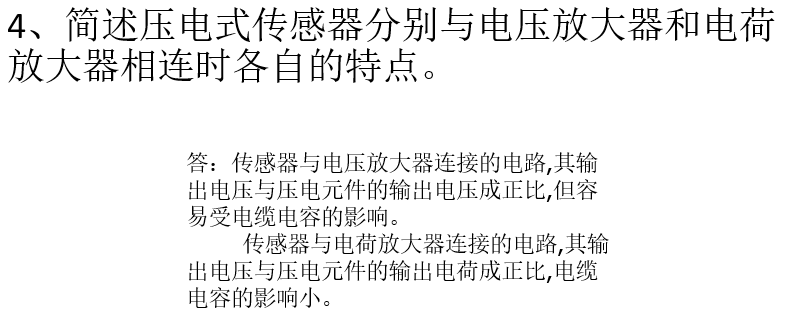 4、简述压电式传感器分别与电压放大器和电荷
放大器相连时各自的特点。
答：传感器与电压放大器连接的电路,其输
出电压与压电元件的输出电压成正比,但容
易受电缆电容的影响。
传感器与电荷放大器连接的电路,其输
出电压与压电元件的输出电荷成正比,电缆
电容的影响小。